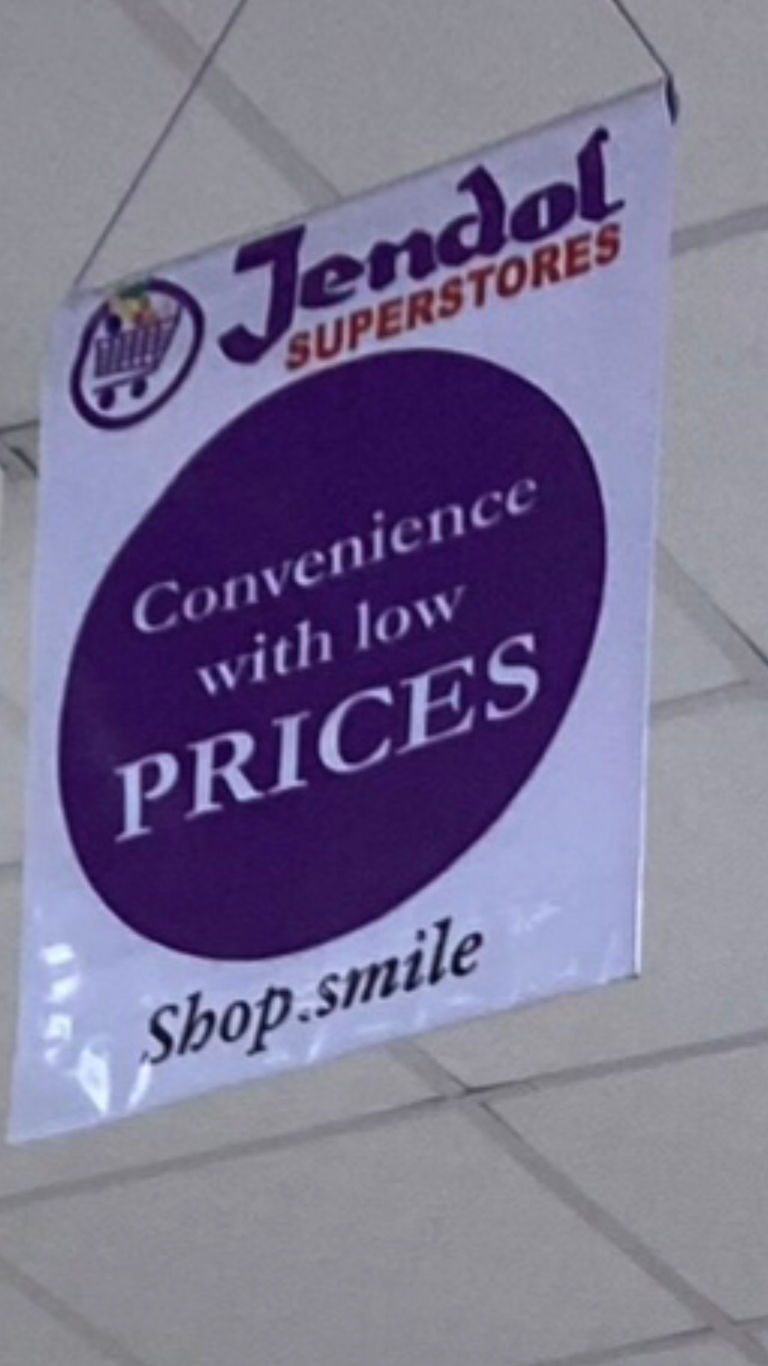 Jendol
SUPERSTORES
Convenience
with low
PRICES
Shop.smile